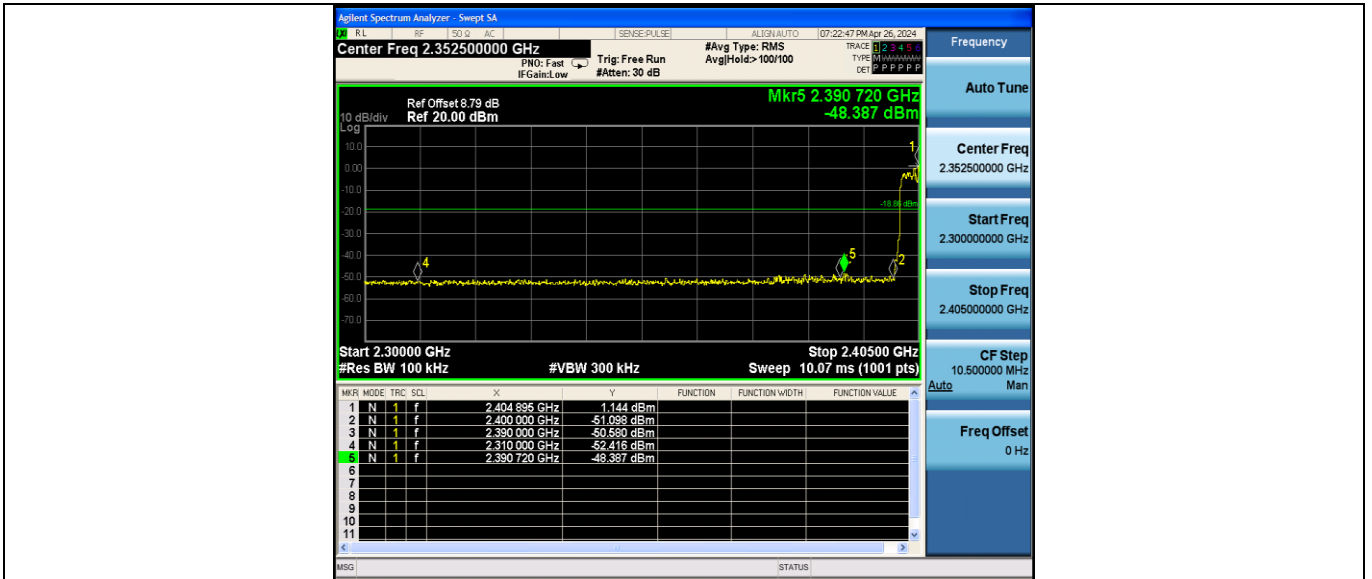 Agilent Spectrum Analyzer - Swept SA
LXI RL RF 50 Ω AC SENSE:PULSE ALIGN AUTO 07:22:47 PM Apr 26, 2024
Center Freq 2.352500000 GHz
PNO: Fast
IFGain:Low
Trig: Free Run
#Atten: 30 dB
#Avg Type: RMS
Avg|Hold:>100/100
TRACE 1 2 3 4 5 6
TYPE M
DET P P P P P P
Frequency
Auto Tune
Center Freq
2.352500000 GHz
Start Freq
2.300000000 GHz
Stop Freq
2.405000000 GHz
CF Step
10.500000 MHz
Auto Man
Freq Offset
0 Hz
Mkr5 2.390 720 GHz
-48.387 dBm
Ref Offset 8.79 dB
10 dB/div Ref 20.00 dBm
Log
10.0
0.00
-10.0
-20.0
-30.0
-40.0
-50.0
-60.0
-70.0
1
-18.86 dBm
4
5
2
Start 2.30000 GHz Stop 2.40500 GHz
#Res BW 100 kHz #VBW 300 kHz Sweep 10.07 ms (1001 pts)
MKR MODE TRC SCL X Y FUNCTION FUNCTION WIDTH FUNCTION VALUE
1 N 1 f 2.404 895 GHz 1.144 dBm
2 N 1 f 2.400 000 GHz -51.098 dBm
3 N 1 f 2.390 000 GHz -50.580 dBm
4 N 1 f 2.310 000 GHz -52.416 dBm
5 N 1 f 2.390 720 GHz -48.387 dBm
6
7
8
9
10
11
MSG STATUS